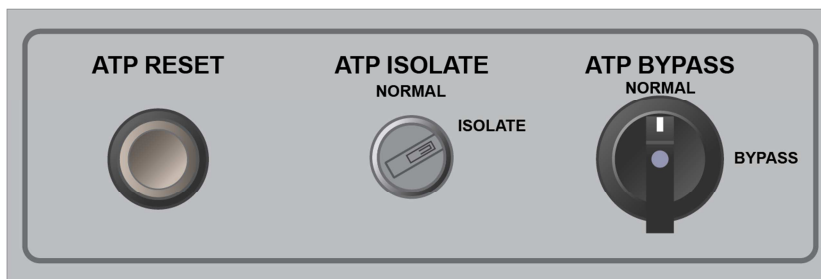 ATP RESET
ATP ISOLATE
NORMAL
ISOLATE
ATP BYPASS
NORMAL
BYPASS